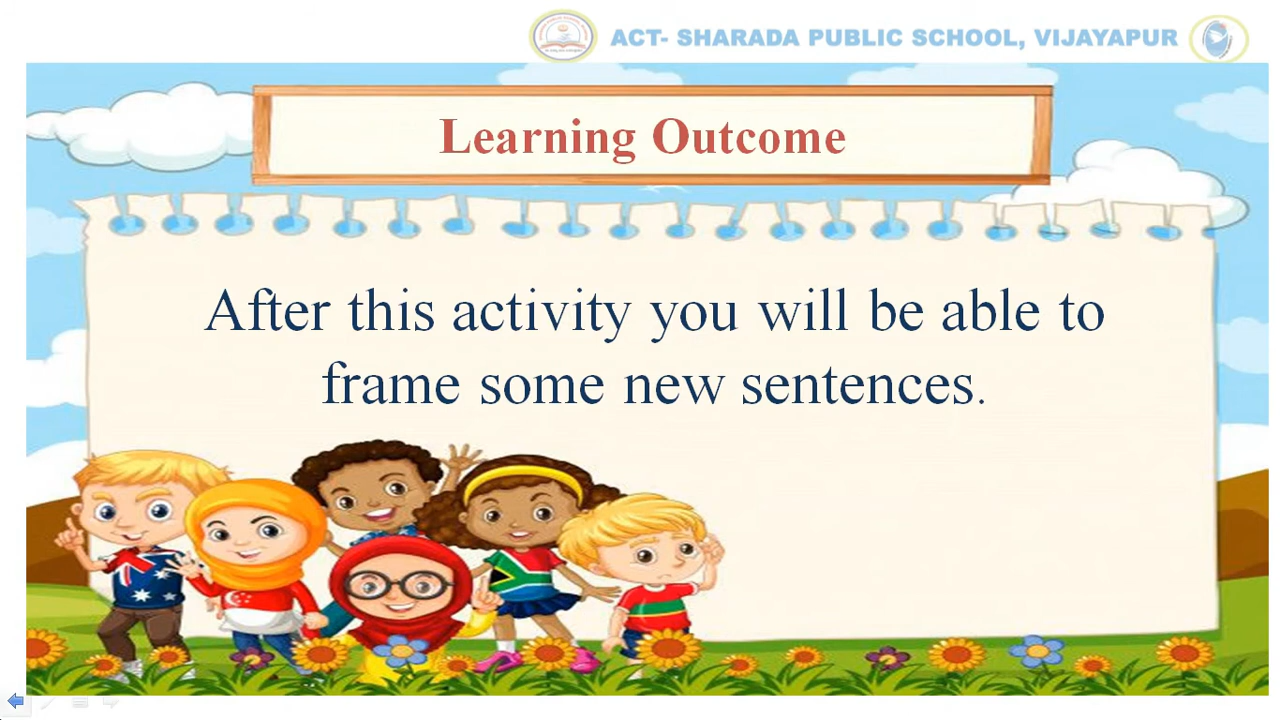 ACT- SHARADA PUBLIC SCHOOL, VIJAYAPUR
Learning Outcome
After this activity you will be able to
frame some new sentences.